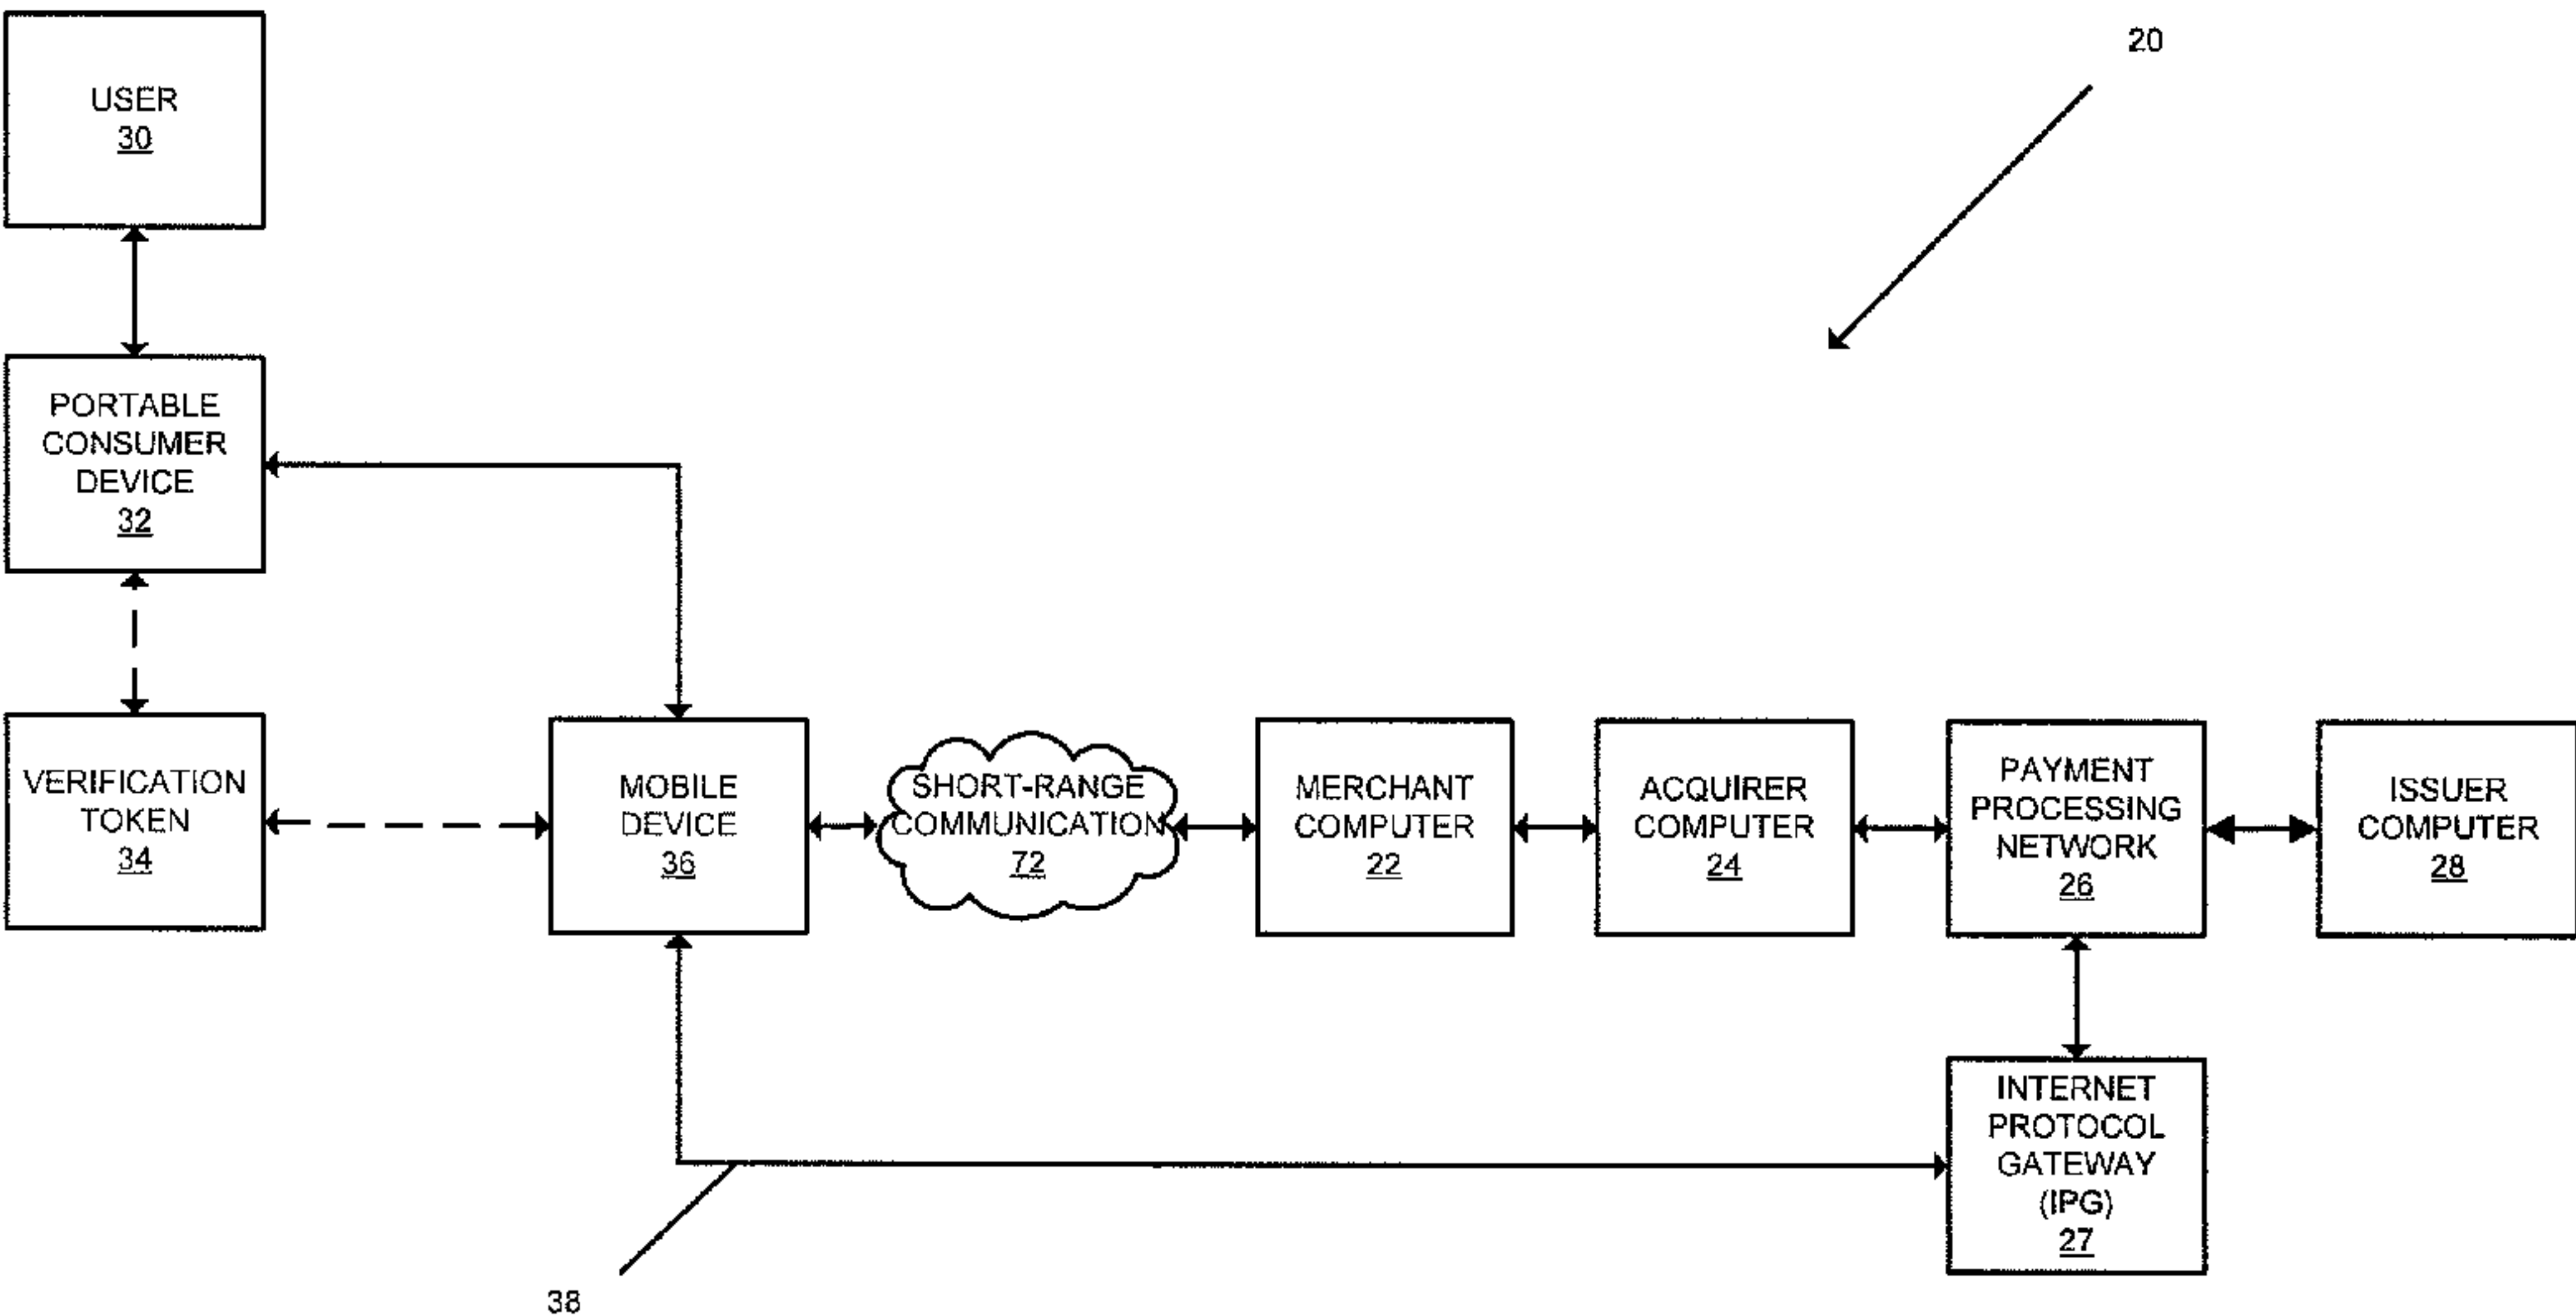 20
USER
30
PORTABLE
CONSUMER
DEVICE
32
VERIFICATION
TOKEN
34
MOBILE
DEVICE
36
SHORT-RANGE
COMMUNICATION
72
MERCHANT
COMPUTER
22
ACQUIRER
COMPUTER
24
PAYMENT
PROCESSING
NETWORK
26
ISSUER
COMPUTER
28
INTERNET
PROTOCOL
GATEWAY
(IPG)
27
38